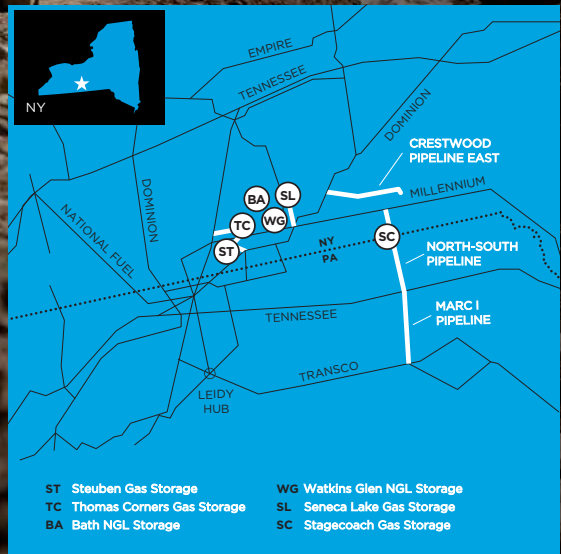 NY
EMPIRE
TENNESSEE
DOMINION
CRESTWOOD
PIPELINE EAST
DOMINION
MILLENNIUM
BA
SL
WG
TC
ST
SC
NATIONAL FUEL
NY
PA
NORTH-SOUTH
PIPELINE
MARC I
PIPELINE
TENNESSEE
TRANSCO
LEIDY
HUB
ST Steuben Gas Storage
TC Thomas Corners Gas Storage
BA Bath NGL Storage
WG Watkins Glen NGL Storage
SL Seneca Lake Gas Storage
SC Stagecoach Gas Storage